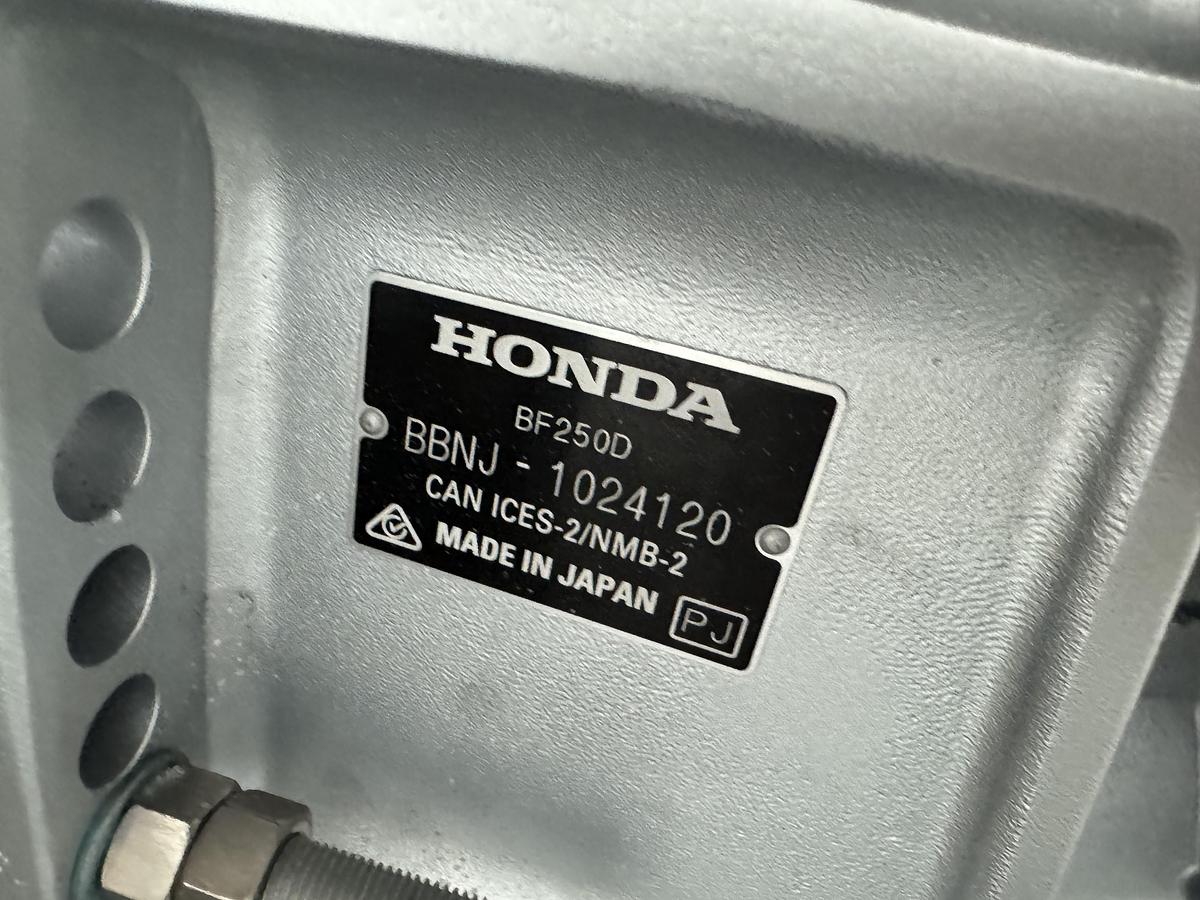 HONDA
BF250D
BBNJ - 1024120
CAN ICES-2/NMB-2
MADE IN JAPAN
PJ